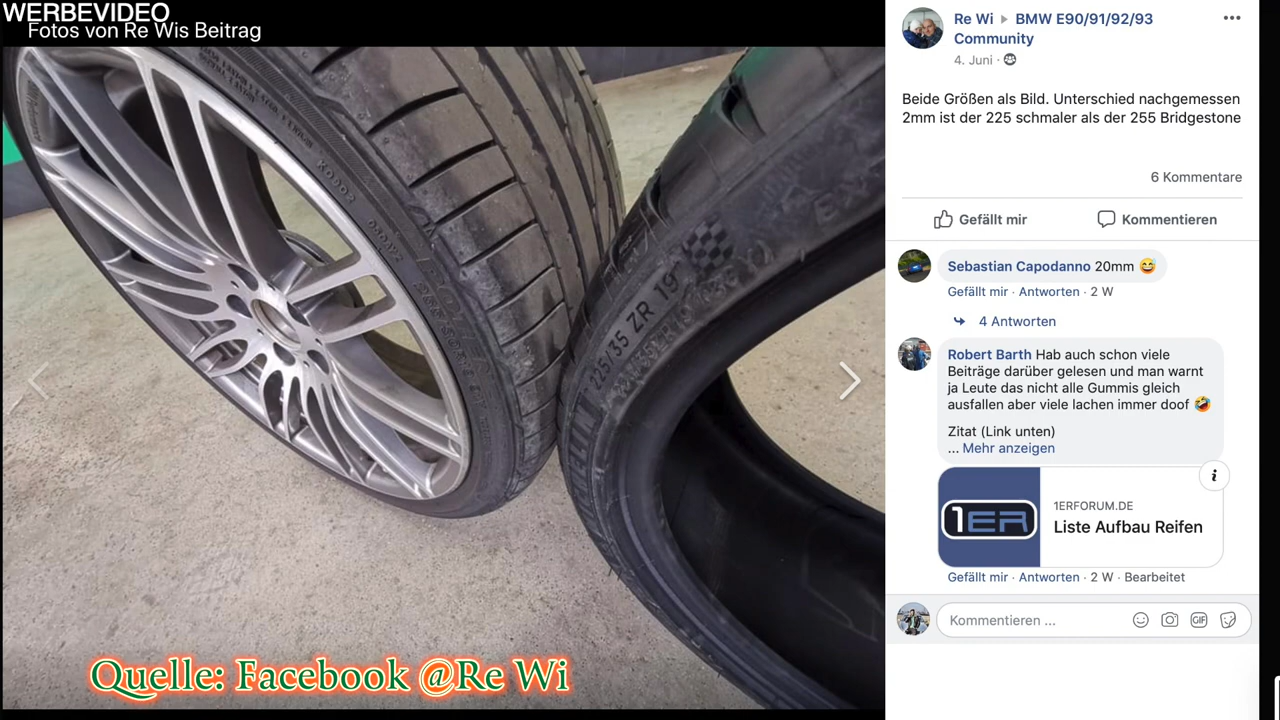 WERBEVIDEO
Fotos von Re Wis Beitrag
225/35 ZR 19
Quelle: Facebook @Re Wi
Re Wi ▸ BMW E90/91/92/93
Community
4. Juni ·
Beide Größen als Bild. Unterschied nachgemessen
2mm ist der 225 schmaler als der 255 Bridgestone
6 Kommentare
Gefällt mir
Kommentieren
Sebastian Capodanno 20mm 😅
Gefällt mir · Antworten · 2 W
4 Antworten
Robert Barth Hab auch schon viele
Beiträge darüber gelesen und man warnt
ja Leute das nicht alle Gummis gleich
ausfallen aber viele lachen immer doof 🤣
Zitat (Link unten)
... Mehr anzeigen
i
1ER
1ERFORUM.DE
Liste Aufbau Reifen
Gefällt mir · Antworten · 2 W · Bearbeitet
Kommentieren ...
GIF